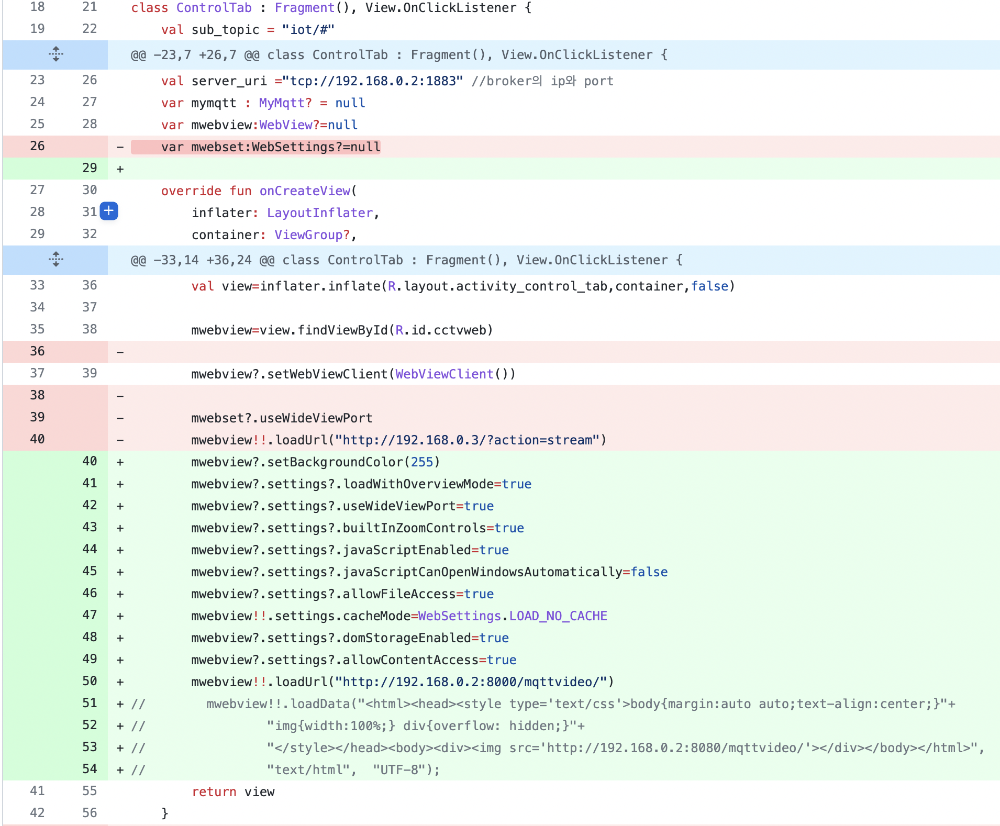 18 21 class ControlTab : Fragment(), View.OnClickListener {
19 22 val sub_topic = "iot/#"
@@ -23,7 +26,7 @@ class ControlTab : Fragment(), View.OnClickListener {
23 26 val server_uri ="tcp://192.168.0.2:1883" //broker의 ip와 port
24 27 var mymqtt : MyMqtt? = null
25 28 var mwebview:WebView?=null
26 - var mwebset:WebSettings?=null
29 +
27 30 override fun onCreateView(
28 31 + inflater: LayoutInflater,
29 32 container: ViewGroup?,
@@ -33,14 +36,24 @@ class ControlTab : Fragment(), View.OnClickListener {
33 36 val view=inflater.inflate(R.layout.activity_control_tab,container,false)
34 37
35 38 mwebview=view.findViewById(R.id.cctvweb)
36 -
37 39 mwebview?.setWebViewClient(WebViewClient())
38 -
39 - mwebset?.useWideViewPort
40 - mwebview!!.loadUrl("http://192.168.0.3/?action=stream")
40 + mwebview?.setBackgroundColor(255)
41 + mwebview?.settings?.loadWithOverviewMode=true
42 + mwebview?.settings?.useWideViewPort=true
43 + mwebview?.settings?.builtInZoomControls=true
44 + mwebview?.settings?.javaScriptEnabled=true
45 + mwebview?.settings?.javaScriptCanOpenWindowsAutomatically=false
46 + mwebview?.settings?.allowFileAccess=true
47 + mwebview!!.settings.cacheMode=WebSettings.LOAD_NO_CACHE
48 + mwebview?.settings?.domStorageEnabled=true
49 + mwebview?.settings?.allowContentAccess=true
50 + mwebview!!.loadUrl("http://192.168.0.2:8000/mqttvideo/")
51 + // mwebview!!.loadData("<html><head><style type='text/css'>body{margin:auto auto;text-align:center;}"+
52 + // "img{width:100%;} div{overflow: hidden;}"+
53 + // "</style></head><body><div><img src='http://192.168.0.2:8080/mqttvideo/'></div></body></html>",
54 + // "text/html", "UTF-8");
41 55 return view
42 56 }